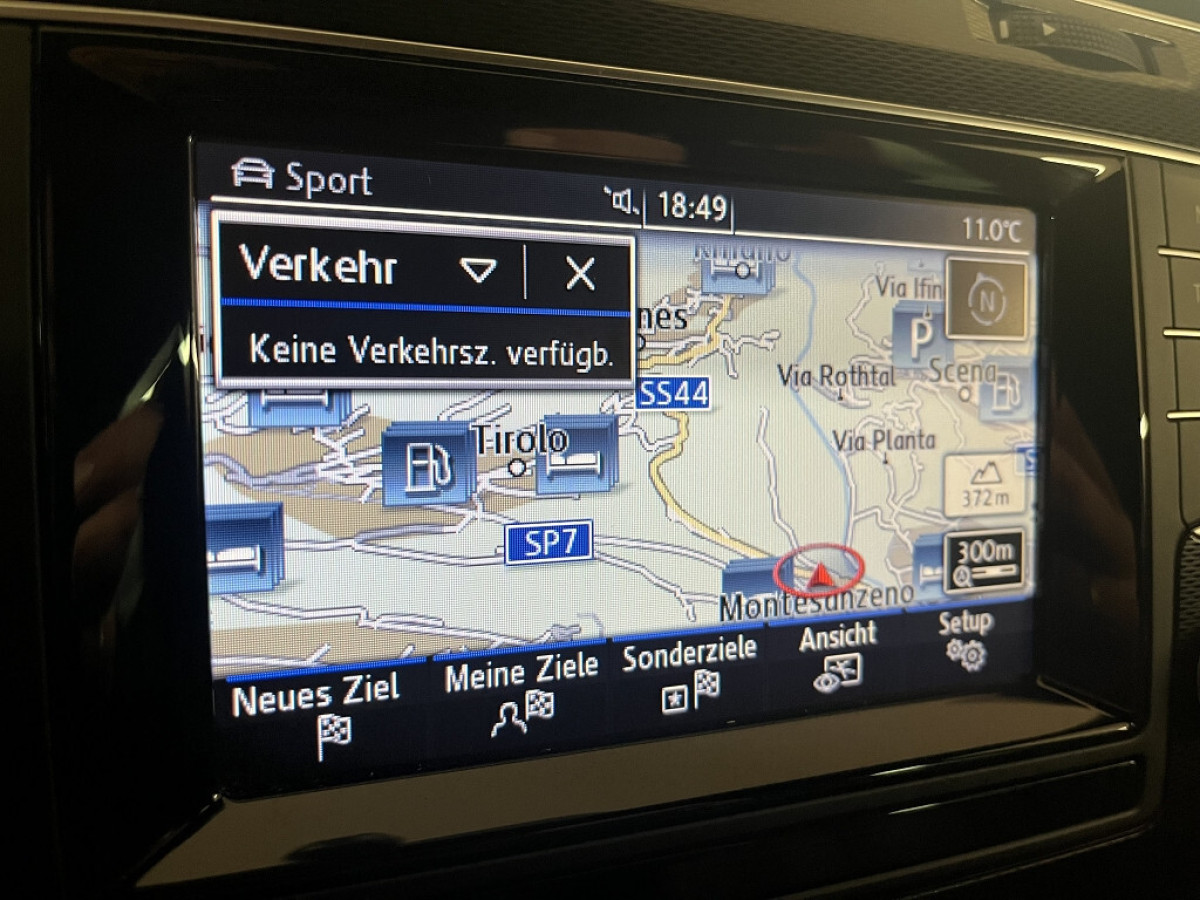 Sport
18:49
11.0°C
Verkehr
Keine Verkehrsz. verfügb.
Via Ifin
N
P
nes
SS44
Via Rothtal
Scena
Tirolo
Via Planta
372m
SP7
300m
Montesanzeno
Neues Ziel
Meine Ziele
Sonderziele
Ansicht
Setup